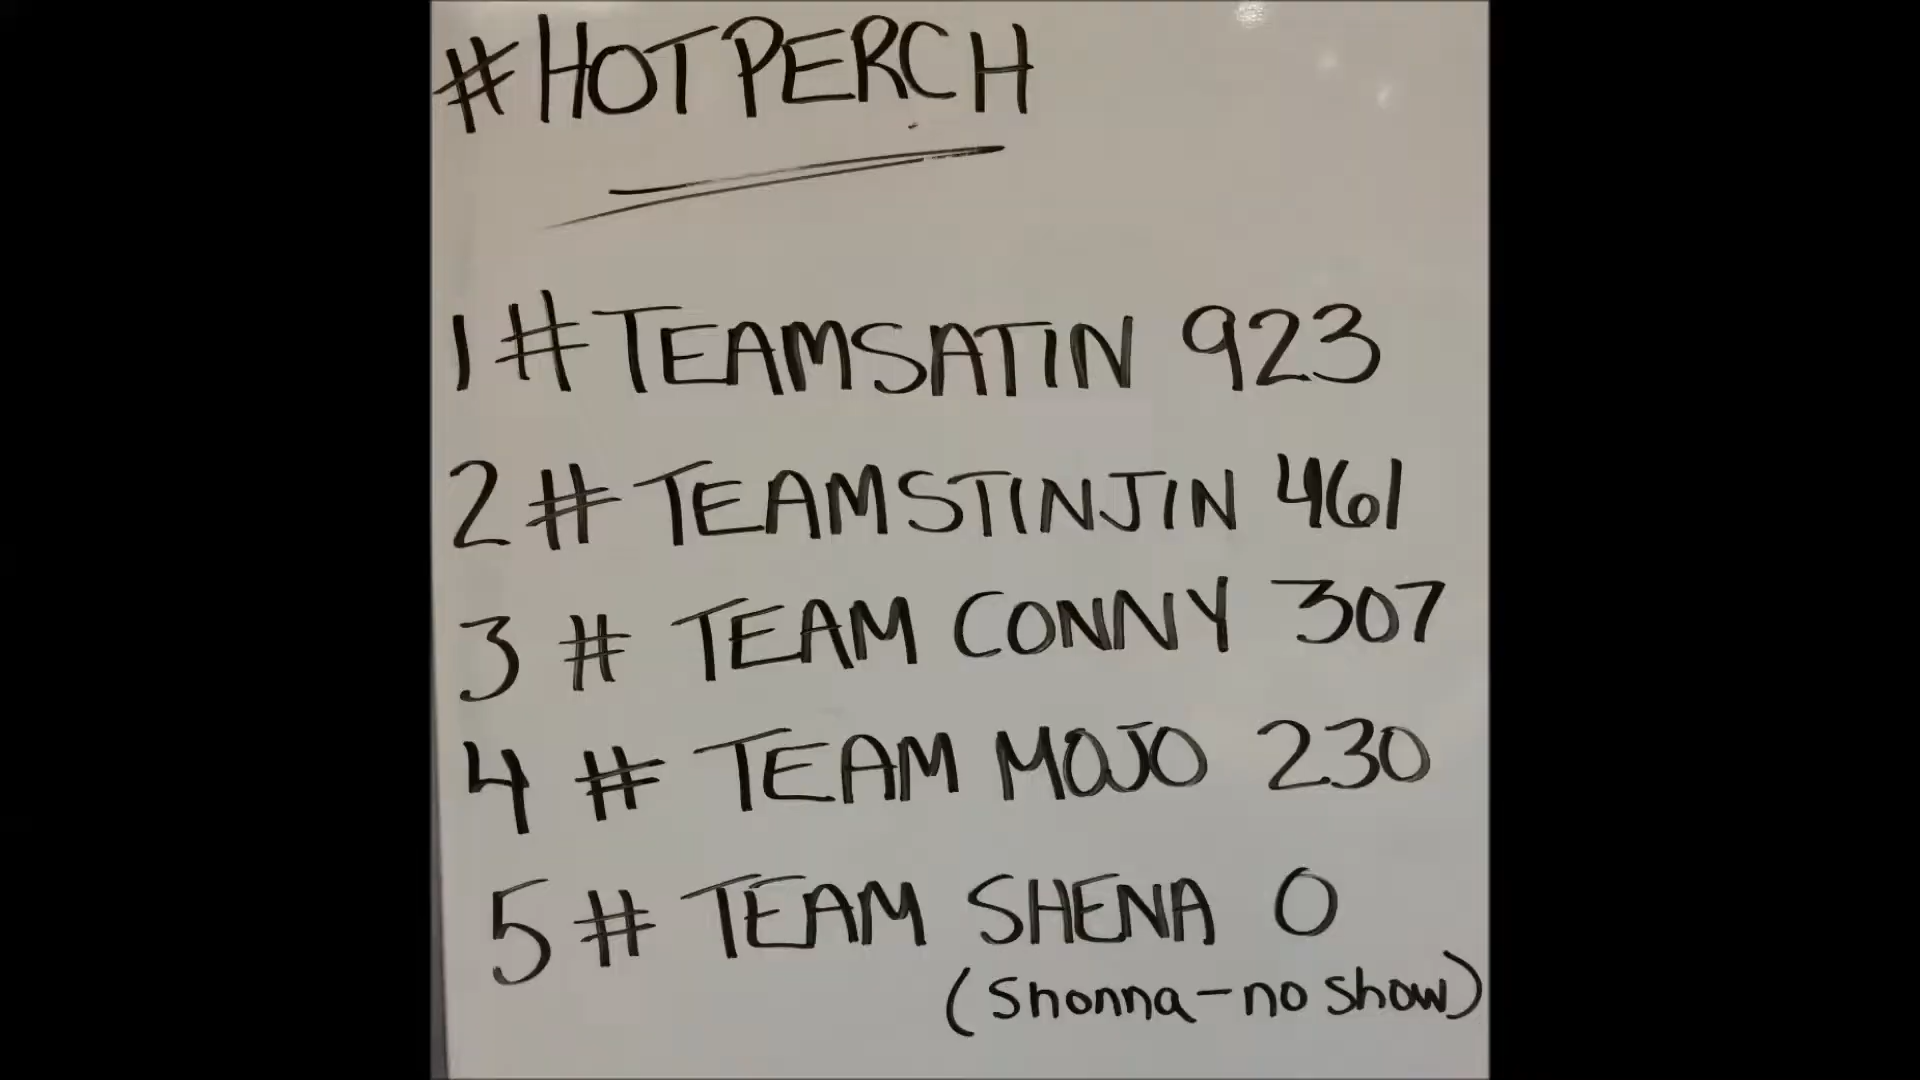 #HOTPERCH
1 #TEAMSATIN 923
2 #TEAMSTINJIN 461
3 # TEAM CONNY 307
4 # TEAM MOJO 230
5 # TEAM SHENA 0
(Shonna-no show)